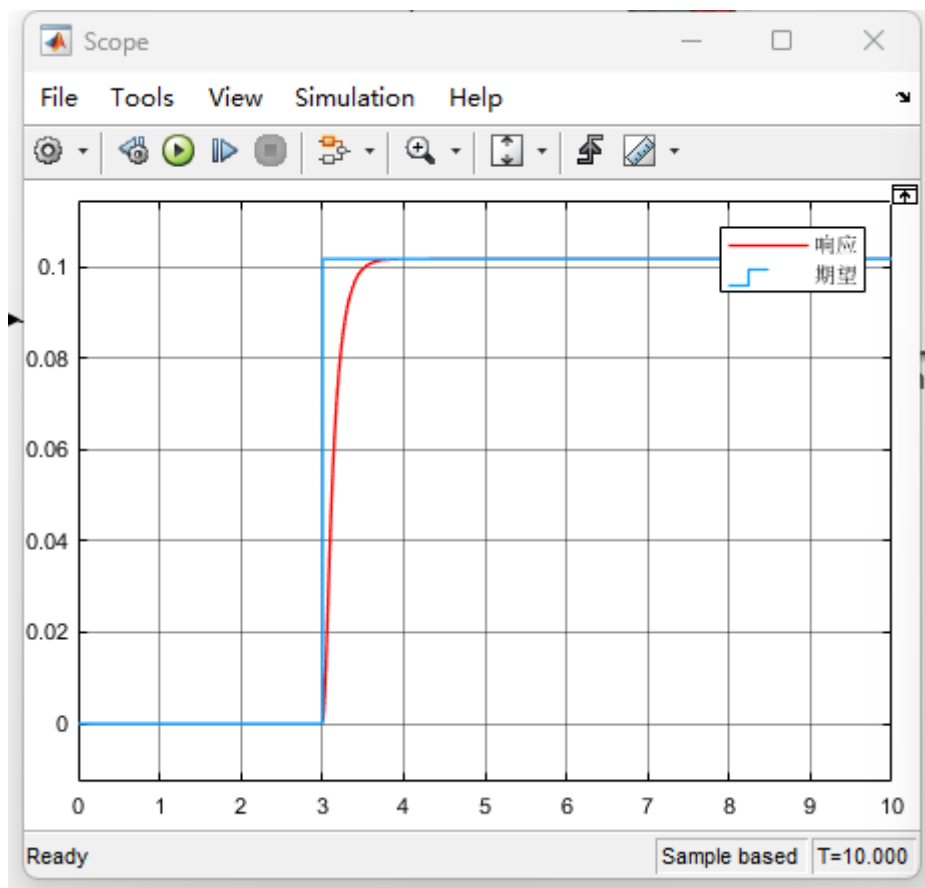 Scope
File Tools View Simulation Help
响应
期望
0.1
0.08
0.06
0.04
0.02
0
0 1 2 3 4 5 6 7 8 9 10
Ready Sample based T=10.000